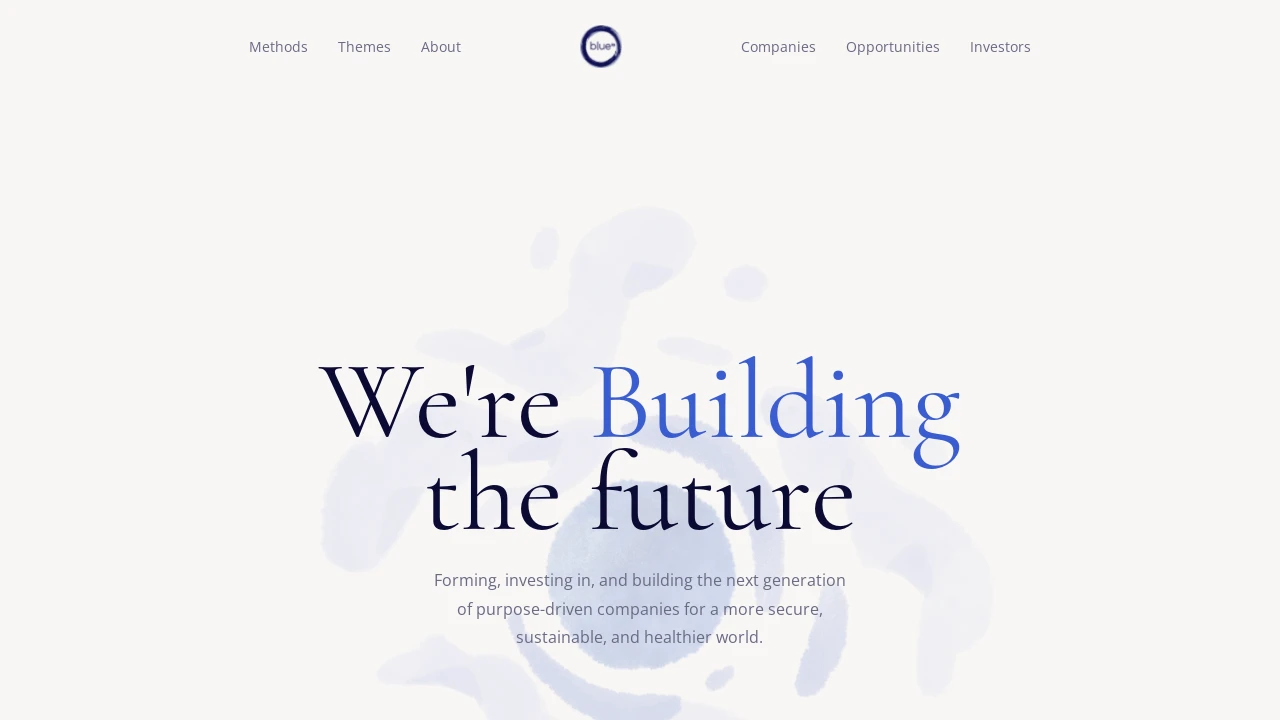 Methods Themes About blue Companies Opportunities Investors
We're Building
the future
Forming, investing in, and building the next generation
of purpose-driven companies for a more secure,
sustainable, and healthier world.